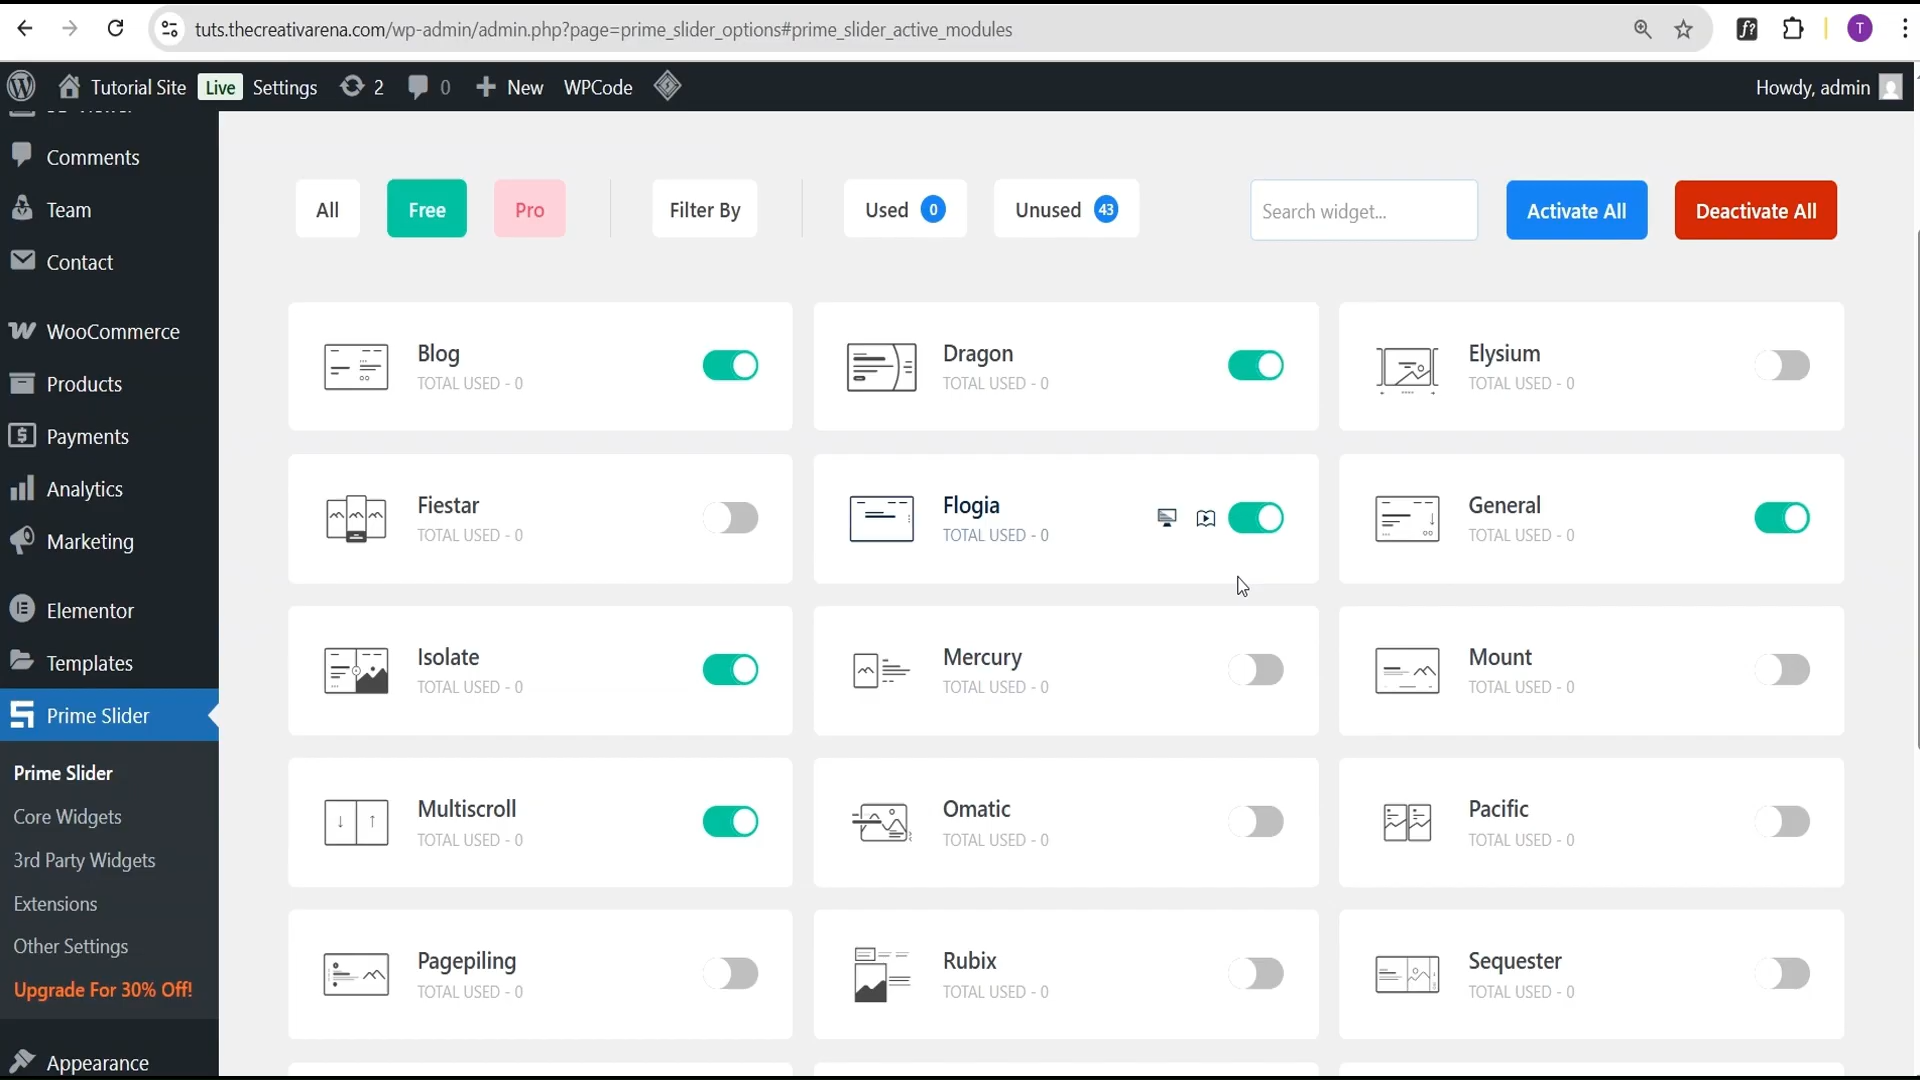 tuts.thecreativarena.com/wp-admin/admin.php?page=prime_slider_options#prime_slider_active_modules
T
Tutorial Site Live Settings 2 0 New WPCode
Howdy, admin
Comments
Team
Contact
WooCommerce
Products
Payments
Analytics
Marketing
Elementor
Templates
Prime Slider
Prime Slider
Core Widgets
3rd Party Widgets
Extensions
Other Settings
Upgrade For 30% Off!
Appearance
All Free Pro Filter By Used 0 Unused 43 Search widget... Activate All Deactivate All
Blog
TOTAL USED - 0
Dragon
TOTAL USED - 0
Elysium
TOTAL USED - 0
Fiestar
TOTAL USED - 0
Flogia
TOTAL USED - 0
General
TOTAL USED - 0
Isolate
TOTAL USED - 0
Mercury
TOTAL USED - 0
Mount
TOTAL USED - 0
Multiscroll
TOTAL USED - 0
Omatic
TOTAL USED - 0
Pacific
TOTAL USED - 0
Pagepiling
TOTAL USED - 0
Rubix
TOTAL USED - 0
Sequester
TOTAL USED - 0